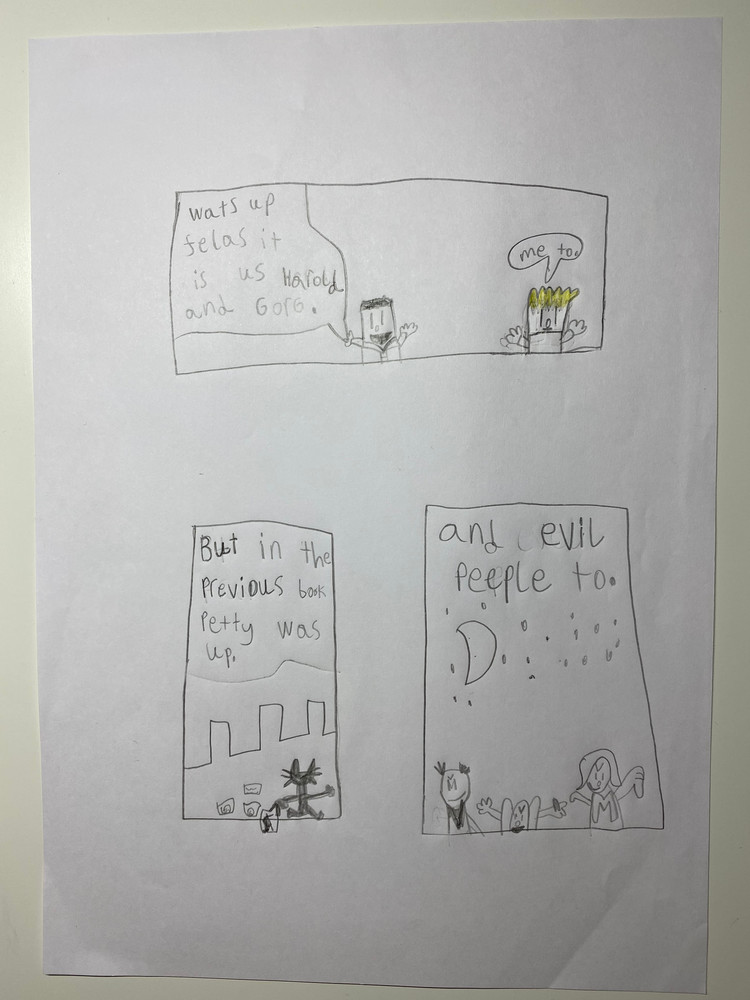 wats up
felas it
is us Harold
and Gorg.
me to.
But in the
Previous book
Petty was
up.
and evil
peeple to.
M